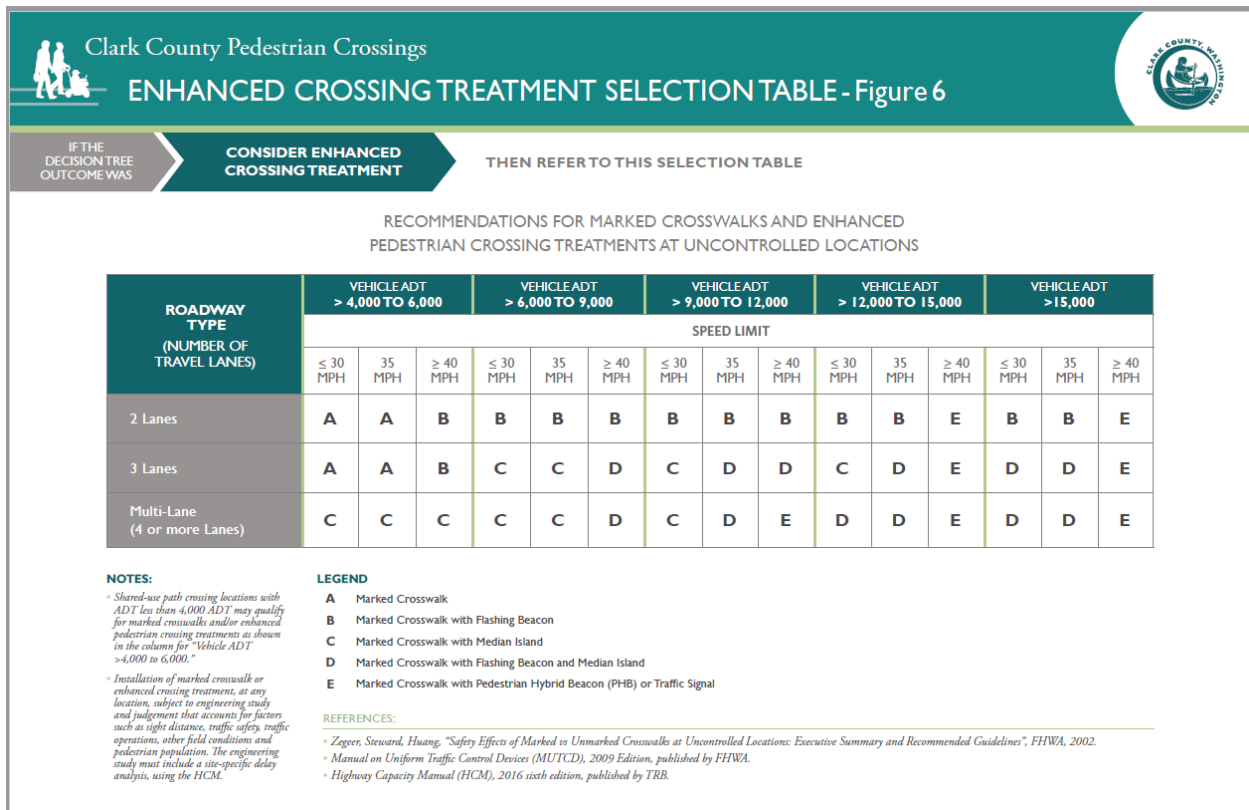 Clark County Pedestrian Crossings
ENHANCED CROSSING TREATMENT SELECTION TABLE - Figure 6
CLARK COUNTY, WASHINGTON
IF THE
DECISION TREE
OUTCOME WAS
CONSIDER ENHANCED
CROSSING TREATMENT
THEN REFER TO THIS SELECTION TABLE
RECOMMENDATIONS FOR MARKED CROSSWALKS AND ENHANCED
PEDESTRIAN CROSSING TREATMENTS AT UNCONTROLLED LOCATIONS
ROADWAY
TYPE
(NUMBER OF
TRAVEL LANES)
VEHICLE ADT
> 4,000 TO 6,000
VEHICLE ADT
> 6,000 TO 9,000
VEHICLE ADT
> 9,000 TO 12,000
VEHICLE ADT
> 12,000 TO 15,000
VEHICLE ADT
>15,000
SPEED LIMIT
≤ 30 35 ≥ 40 ≤ 30 35 ≥ 40 ≤ 30 35 ≥ 40 ≤ 30 35 ≥ 40 ≤ 30 35 ≥ 40
MPH MPH MPH MPH MPH MPH MPH MPH MPH MPH MPH MPH MPH MPH MPH
2 Lanes A A B B B B B B B B B E B B E
3 Lanes A A B C C D C D D C D E D D E
Multi-Lane
(4 or more Lanes) C C C C C D C D E D D E D D E
NOTES:
• Shared-use path crossing locations with
ADT less than 4,000 ADT may qualify
for marked crosswalks and/or enhanced
pedestrian crossing treatments as shown
in the column for "Vehicle ADT
>4,000 to 6,000."
• Installation of marked crosswalk or
enhanced crossing treatment, at any
location, subject to engineering study
and judgement that accounts for factors
such as sight distance, traffic safety, traffic
operations, other field conditions and
pedestrian population. The engineering
study must include a site-specific delay
analysis, using the HCM.
LEGEND
A Marked Crosswalk
B Marked Crosswalk with Flashing Beacon
C Marked Crosswalk with Median Island
D Marked Crosswalk with Flashing Beacon and Median Island
E Marked Crosswalk with Pedestrian Hybrid Beacon (PHB) or Traffic Signal
REFERENCES:
• Zegeer, Steward, Huang, "Safety Effects of Marked vs Unmarked Crosswalks at Uncontrolled Locations: Executive Summary and Recommended Guidelines", FHWA, 2002.
• Manual on Uniform Traffic Control Devices (MUTCD), 2009 Edition, published by FHWA.
• Highway Capacity Manual (HCM), 2016 sixth edition, published by TRB.